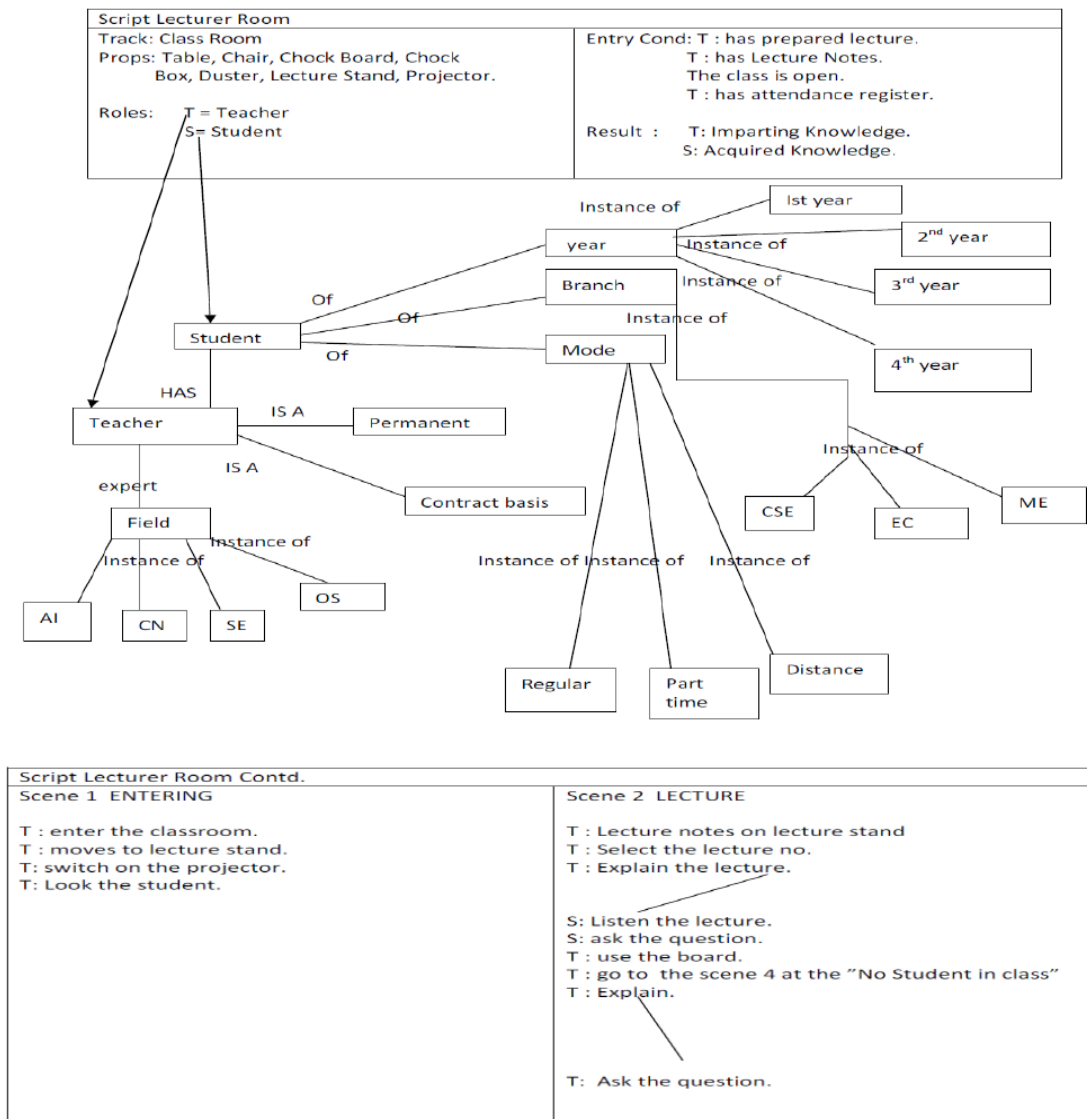 Script Lecturer Room
Track: Class Room
Props: Table, Chair, Chock Board, Chock
Box, Duster, Lecture Stand, Projector.
Roles: T = Teacher
S= Student
Entry Cond: T : has prepared lecture.
T : has Lecture Notes.
The class is open.
T : has attendance register.
Result : T: Imparting Knowledge.
S: Acquired Knowledge.
Instance of
Ist year
year
Instance of
2nd year
Branch
Instance of
3rd year
Of
Of
Instance of
Student
Of
Mode
4th year
HAS
IS A
Teacher
Permanent
IS A
Instance of
expert
Contract basis
CSE
EC
ME
Field
Instance of
Instance of
Instance of
Instance of
Instance of
OS
AI
CN
SE
Regular
Part
time
Distance
Script Lecturer Room Contd.
Scene 1 ENTERING
T : enter the classroom.
T : moves to lecture stand.
T: switch on the projector.
T: Look the student.
Scene 2 LECTURE
T : Lecture notes on lecture stand
T : Select the lecture no.
T : Explain the lecture.
S: Listen the lecture.
S: ask the question.
T : use the board.
T : go to the scene 4 at the ”No Student in class”
T : Explain.
T: Ask the question.